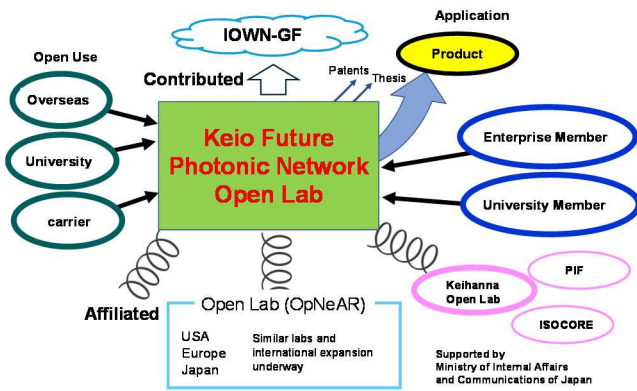 IOWN-GF
Application
Product
Open Use
Contributed
Patents
Thesis
Overseas
University
carrier
Keio Future
Photonic Network
Open Lab
Enterprise Member
University Member
Affiliated
Open Lab (OpNeAR)
USA
Europe
Japan
Similar labs and
international expansion
underway
Keihanna
Open Lab
PIF
ISOCORE
Supported by
Ministry of Internal Affairs
and Communications of Japan